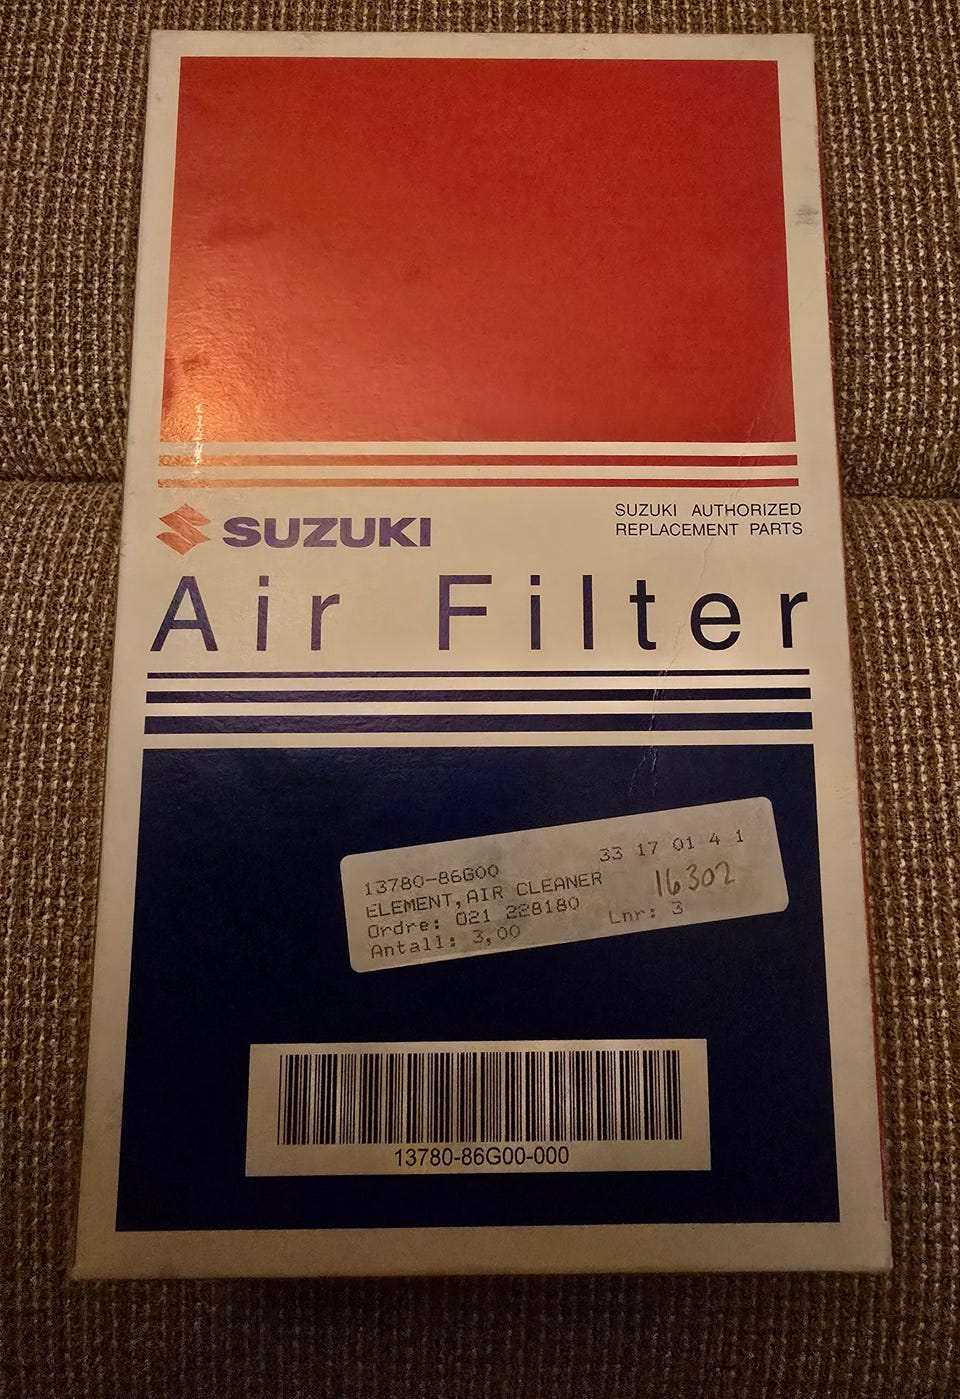 SUZUKI
SUZUKI AUTHORIZED
REPLACEMENT PARTS
Air Filter
33 17 01 4 1
13780-86G00
ELEMENT,AIR CLEANER
16302
Ordre: 021 228180
Lnr: 3
Antall: 3,00
13780-86G00-000